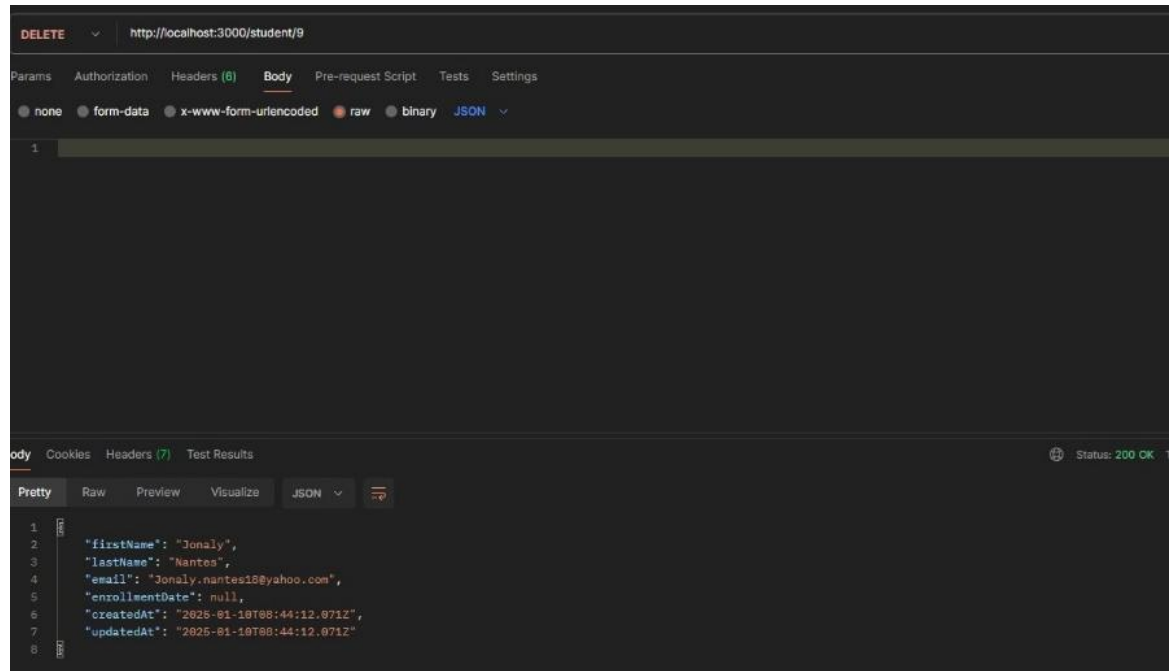 DELETE http://localhost:3000/student/9
Params Authorization Headers (6) Body Pre-request Script Tests Settings
none form-data x-www-form-urlencoded raw binary JSON
1
ody Cookies Headers (7) Test Results Status: 200 OK
Pretty Raw Preview Visualize JSON
1 {
2 "firstName": "Jonaly",
3 "lastName": "Nantes",
4 "email": "Jonaly.nantes18@yahoo.com",
5 "enrollmentDate": null,
6 "createdAt": "2025-01-10T08:44:12.071Z",
7 "updatedAt": "2025-01-10T08:44:12.071Z"
8 }